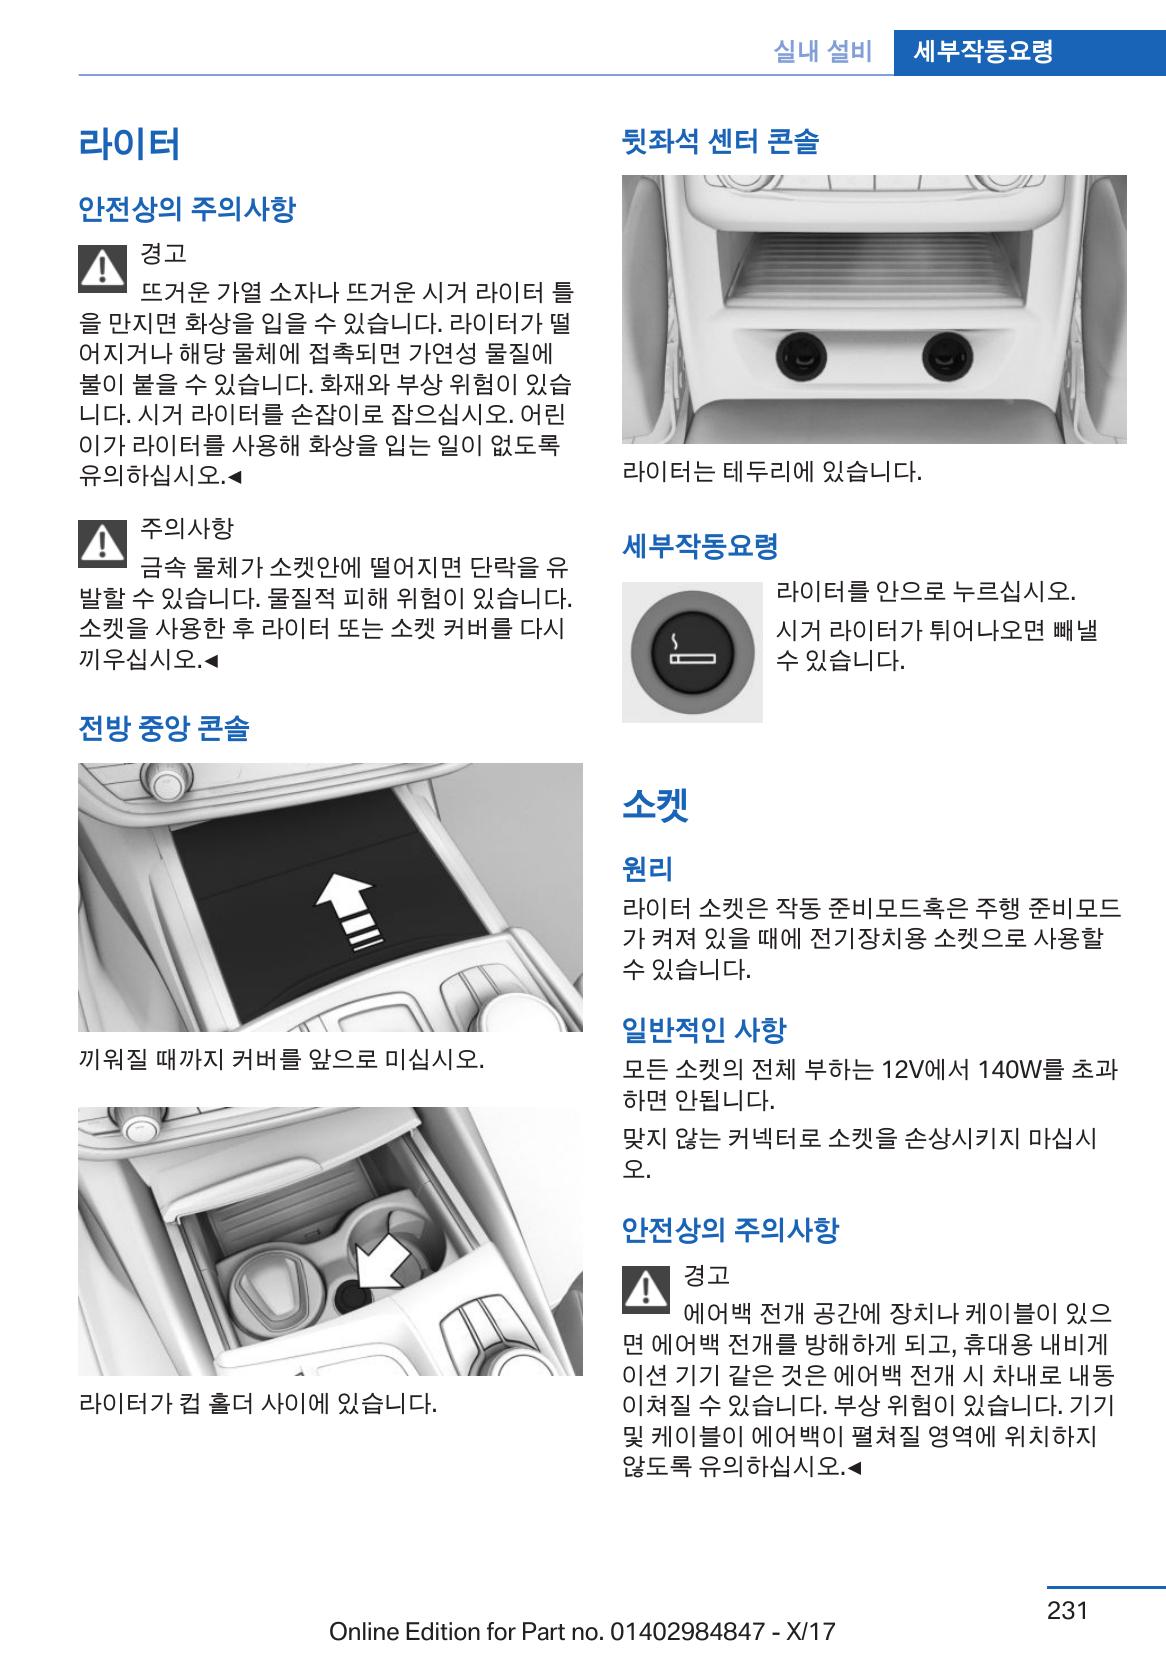 실내 설비
세부작동요령
라이터
안전상의 주의사항
경고
뜨거운 가열 소자나 뜨거운 시거 라이터 틀
을 만지면 화상을 입을 수 있습니다. 라이터가 떨
어지거나 해당 물체에 접촉되면 가연성 물질에
불이 붙을 수 있습니다. 화재와 부상 위험이 있습
니다. 시거 라이터를 손잡이로 잡으십시오. 어린
이가 라이터를 사용해 화상을 입는 일이 없도록
유의하십시오.◄
주의사항
금속 물체가 소켓안에 떨어지면 단락을 유
발할 수 있습니다. 물질적 피해 위험이 있습니다.
소켓을 사용한 후 라이터 또는 소켓 커버를 다시
끼우십시오.◄
전방 중앙 콘솔
끼워질 때까지 커버를 앞으로 미십시오.
라이터가 컵 홀더 사이에 있습니다.
뒷좌석 센터 콘솔
라이터는 테두리에 있습니다.
세부작동요령
라이터를 안으로 누르십시오.
시거 라이터가 튀어나오면 빼낼
수 있습니다.
소켓
원리
라이터 소켓은 작동 준비모드혹은 주행 준비모드
가 켜져 있을 때에 전기장치용 소켓으로 사용할
수 있습니다.
일반적인 사항
모든 소켓의 전체 부하는 12V에서 140W를 초과
하면 안됩니다.
맞지 않는 커넥터로 소켓을 손상시키지 마십시
오.
안전상의 주의사항
경고
에어백 전개 공간에 장치나 케이블이 있으
면 에어백 전개를 방해하게 되고, 휴대용 내비게
이션 기기 같은 것은 에어백 전개 시 차내로 내동
이쳐질 수 있습니다. 부상 위험이 있습니다. 기기
및 케이블이 에어백이 펼쳐질 영역에 위치하지
않도록 유의하십시오.◄
231
Online Edition for Part no. 01402984847 - X/17